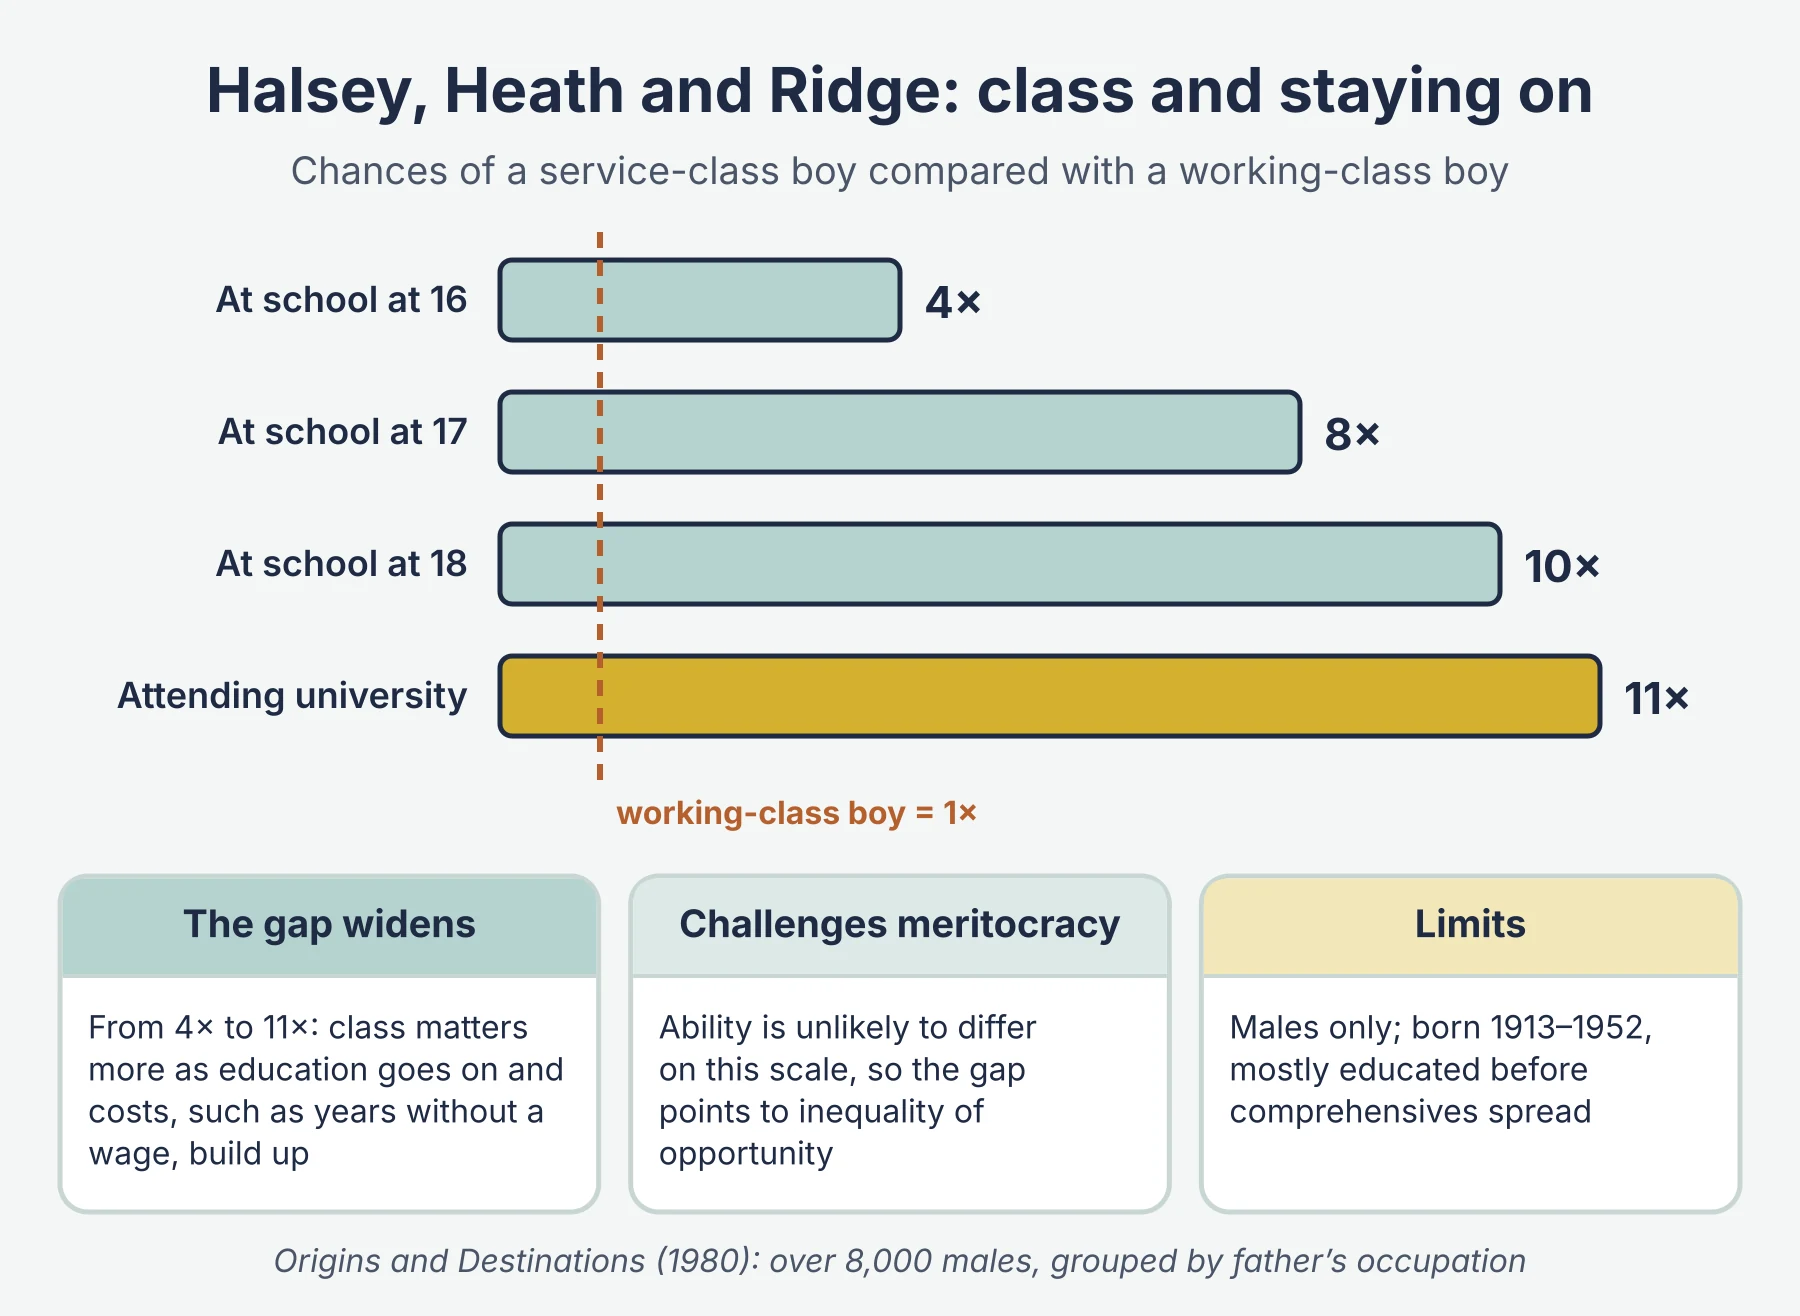 Halsey, Heath and Ridge: class and staying on
Chances of a service-class boy compared with a working-class boy
At school at 16
4×
At school at 17
8×
At school at 18
10×
Attending university
11×
working-class boy = 1×
The gap widens
From 4× to 11×: class matters
more as education goes on and
costs, such as years without a
wage, build up
Challenges meritocracy
Ability is unlikely to differ
on this scale, so the gap
points to inequality of
opportunity
Limits
Males only; born 1913–1952,
mostly educated before
comprehensives spread
Origins and Destinations (1980): over 8,000 males, grouped by father’s occupation